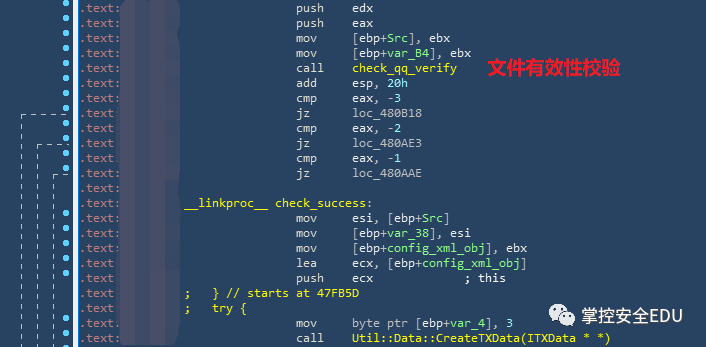 .text: push edx
.text: push eax
.text: mov [ebp+Src], ebx
.text: mov [ebp+var_B4], ebx
.text: call check_qq_verify 文件有效性校验
.text: add esp, 20h
.text: cmp eax, -3
.text: jz loc_480B18
.text: cmp eax, -2
.text: jz loc_480AE3
.text: cmp eax, -1
.text: jz loc_480AAE
.text:
.text: __linkproc__ check_success:
.text: mov esi, [ebp+Src]
.text: mov [ebp+var_38], esi
.text: mov [ebp+config_xml_obj], ebx
.text: lea ecx, [ebp+config_xml_obj]
.text: push ecx ; this
.text ; } // starts at 47FB5D
.text ; try {
.text mov byte ptr [ebp+var_4], 3
.text: call Util::Data::CreateTXData(ITXData * *)
掌控安全EDU